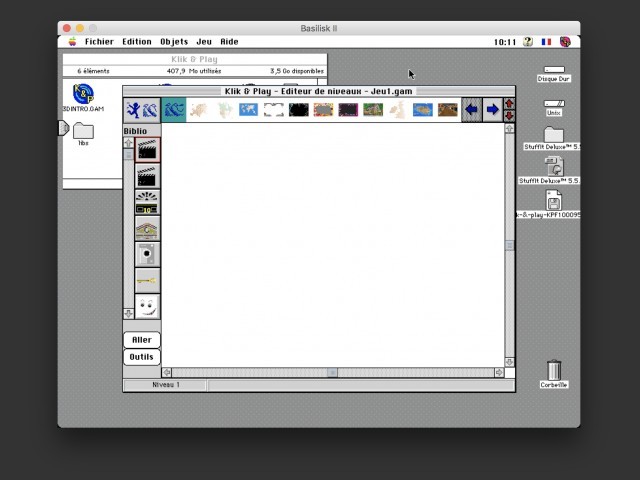 Basilisk II
Fichier Edition Objets Jeu Aide
10:11
Klik & Play
6 éléments 407,9 Mo utilisés 3,5 Go disponibles
3DINTRO.GAM
libs
Klik & Play - Editeur de niveaux - Jeu1.gam
Biblio
Aller
Outils
Niveau 1
Disque Dur
Unix
StuffIt Deluxe™ 5.5
StuffIt Deluxe™ 5.5.
k-&-play-KPF100095
Corbeille